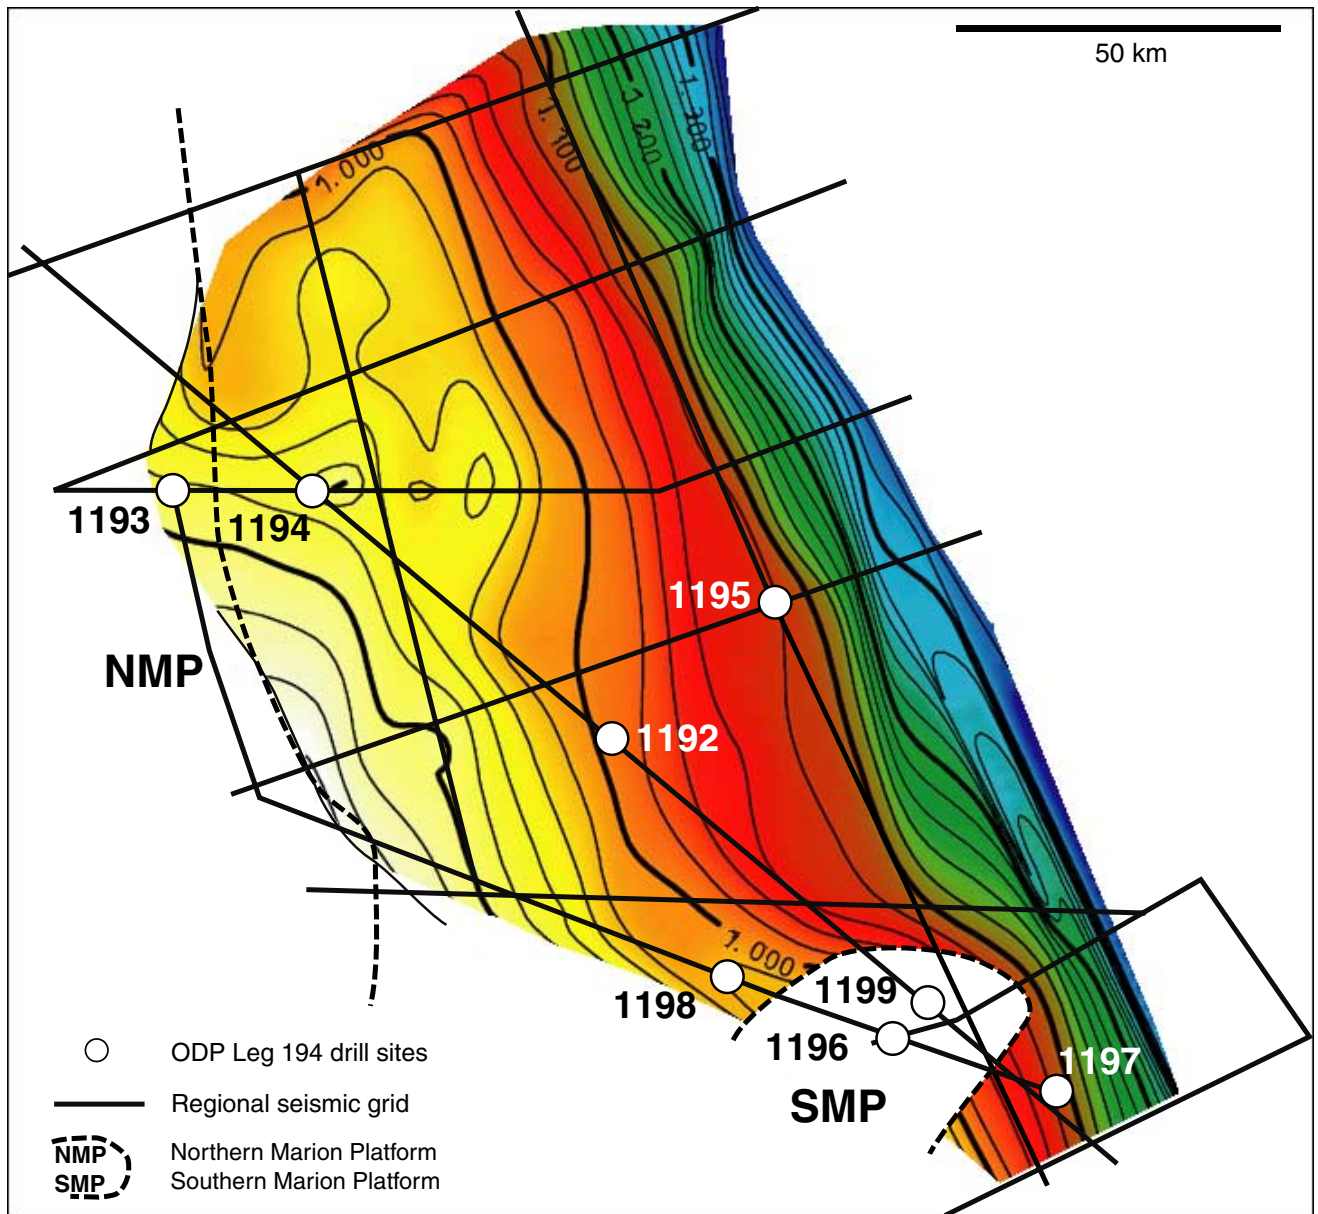 50 km
1. 000
1. 100
1 200
1. 300
1193
1194
1195
NMP
1192
1. 000
1198
1199
1196
1197
SMP
ODP Leg 194 drill sites
Regional seismic grid
NMP Northern Marion Platform
SMP Southern Marion Platform